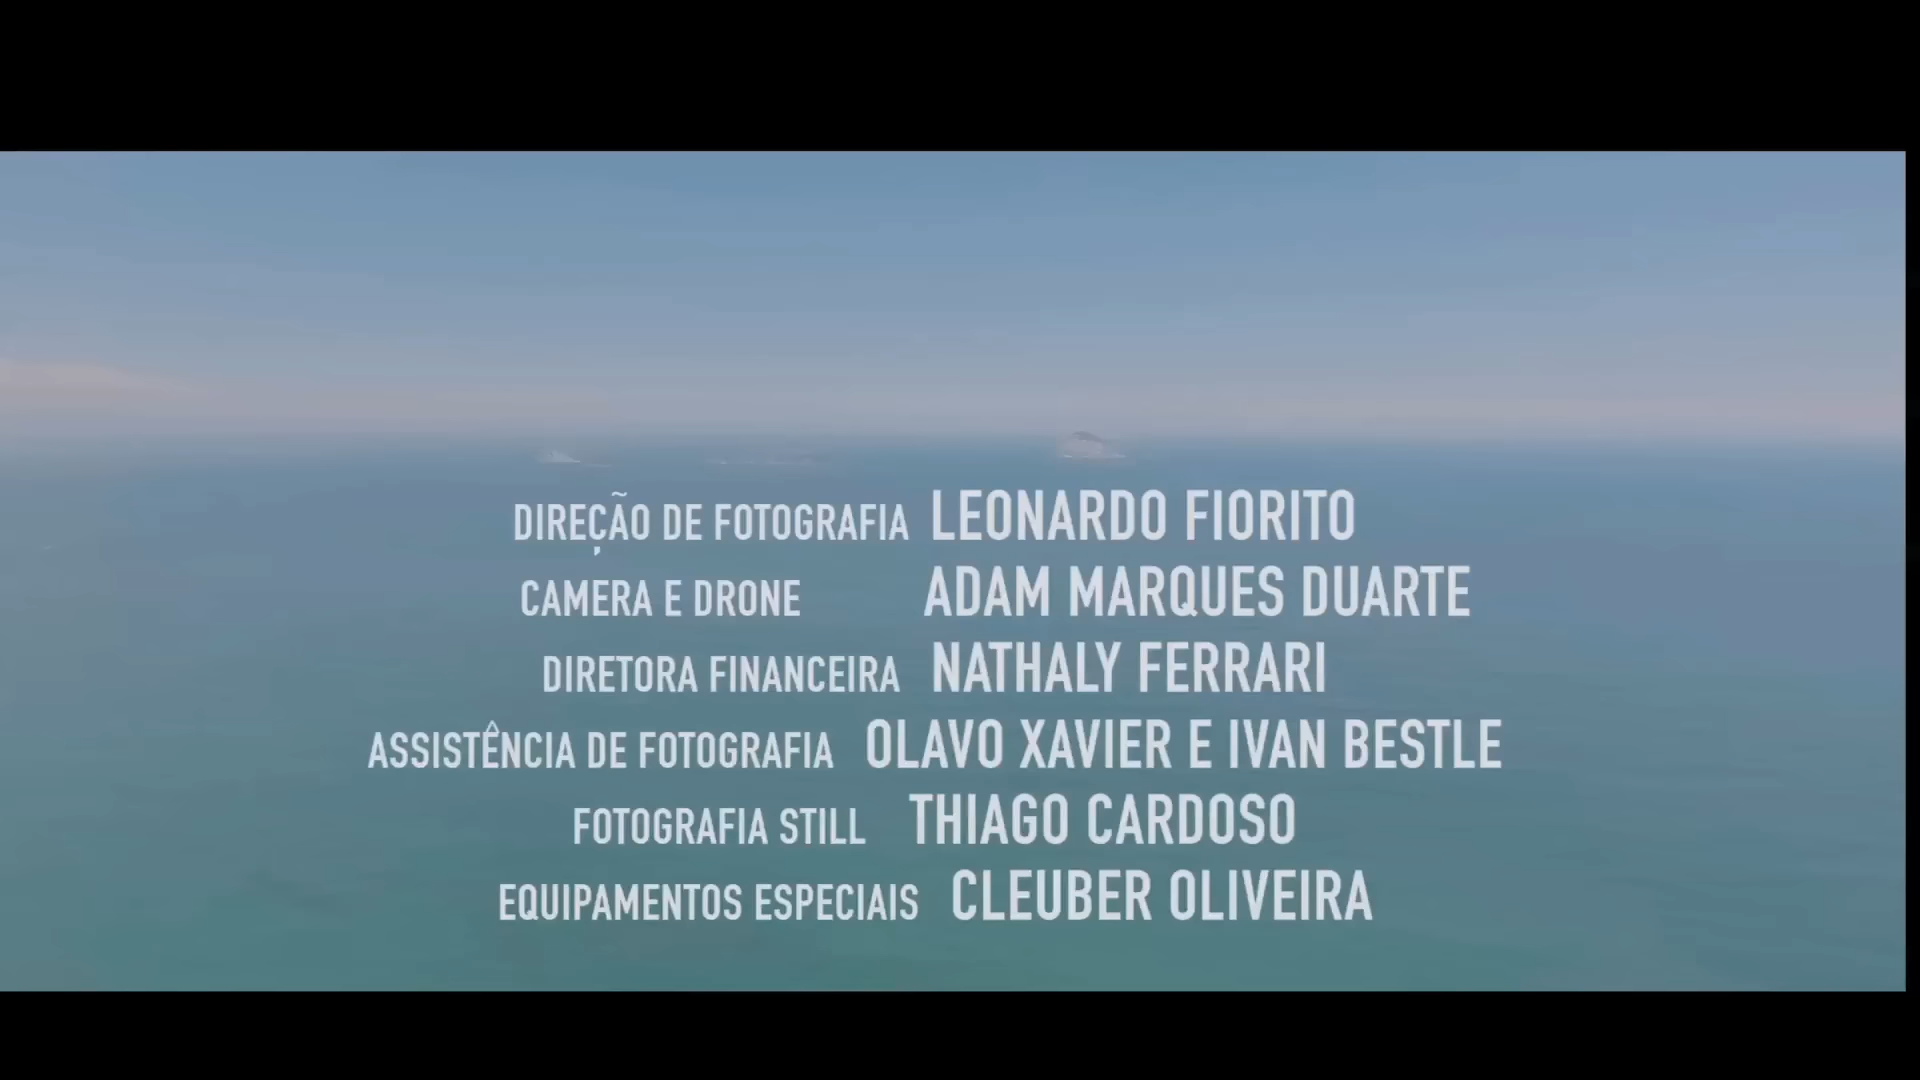 DIREÇÃO DE FOTOGRAFIA LEONARDO FIORITO
CAMERA E DRONE ADAM MARQUES DUARTE
DIRETORA FINANCEIRA NATHALY FERRARI
ASSISTÊNCIA DE FOTOGRAFIA OLAVO XAVIER E IVAN BESTLE
FOTOGRAFIA STILL THIAGO CARDOSO
EQUIPAMENTOS ESPECIAIS CLEUBER OLIVEIRA